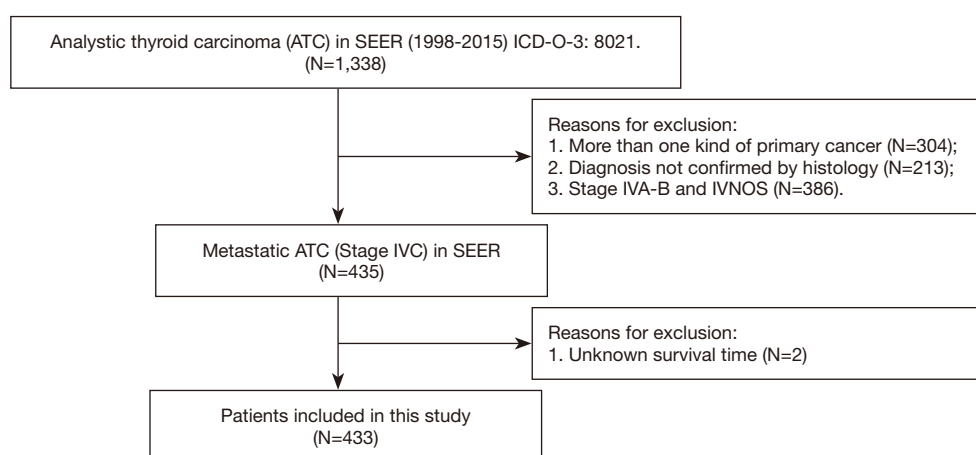 Analystic thyroid carcinoma (ATC) in SEER (1998-2015) ICD-O-3: 8021.
(N=1,338)
Reasons for exclusion:
1. More than one kind of primary cancer (N=304);
2. Diagnosis not confirmed by histology (N=213);
3. Stage IVA-B and IVNOS (N=386).
Metastatic ATC (Stage IVC) in SEER
(N=435)
Reasons for exclusion:
1. Unknown survival time (N=2)
Patients included in this study
(N=433)